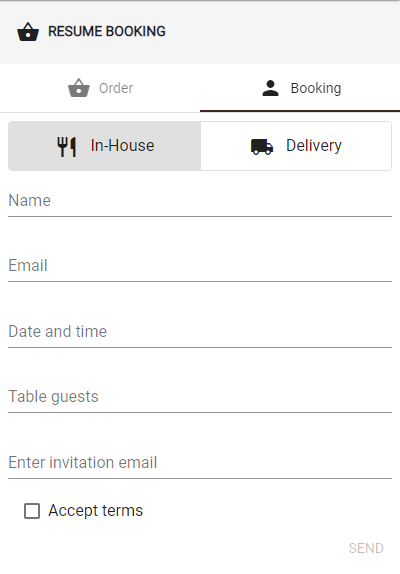 RESUME BOOKING
Order
Booking
In-House
Delivery
Name
Email
Date and time
Table guests
Enter invitation email
Accept terms
SEND